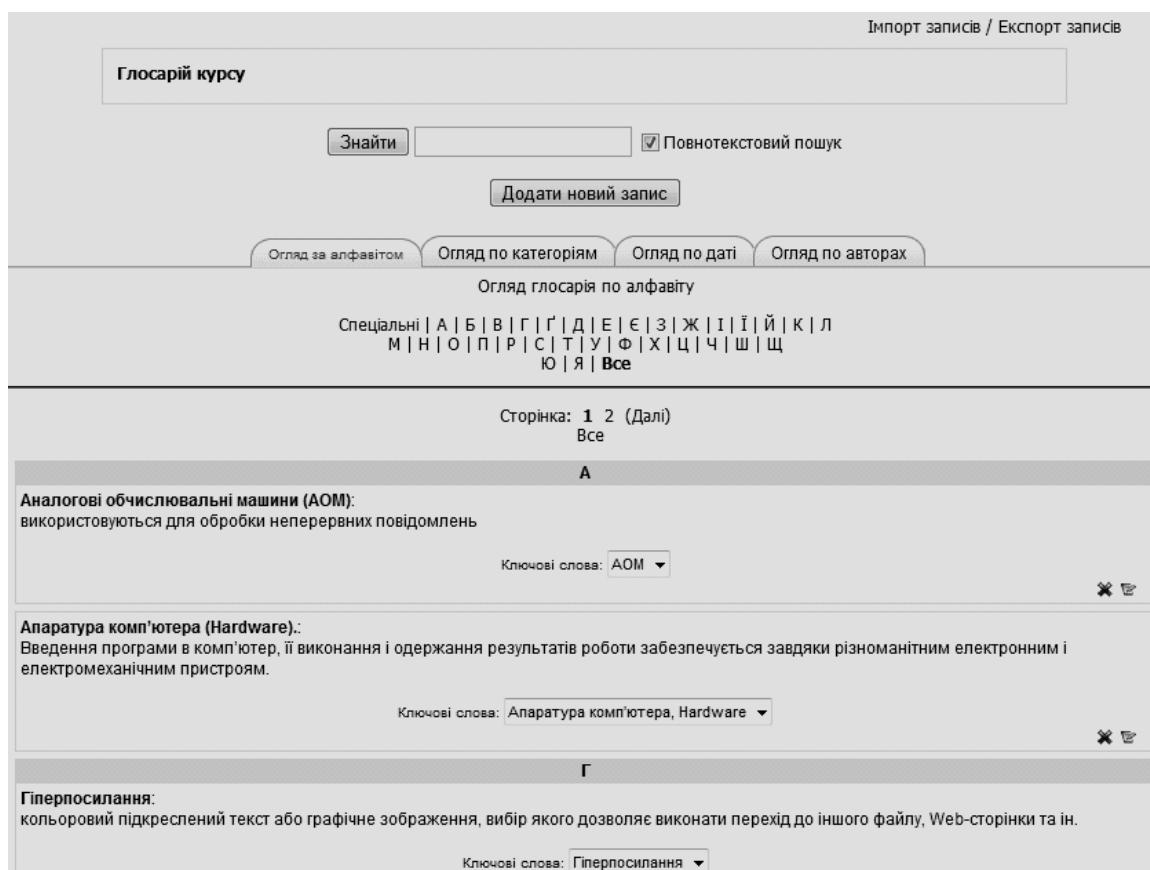 Імпорт записів / Експорт записів
Глосарій курсу
Знайти
Повнотекстовий пошук
Додати новий запис
Огляд за алфавітом Огляд по категоріям Огляд по даті Огляд по авторах
Огляд глосарія по алфавіту
Спеціальні | А | Б | В | Г | Ґ | Д | Е | Є | З | Ж | І | Ї | Й | К | Л
М | Н | О | П | Р | С | Т | У | Ф | Х | Ц | Ч | Ш | Щ
Ю | Я | Все
Сторінка: 1 2 (Далі)
Все
А
Аналогові обчислювальні машини (АОМ):
використовуються для обробки неперервних повідомлень
Ключові слова: АОМ
Апаратура комп'ютера (Hardware).:
Введення програми в комп'ютер, її виконання і одержання результатів роботи забезпечується завдяки різноманітним електронним і
електромеханічним пристроям.
Ключові слова: Апаратура комп'ютера, Hardware
Г
Гіперпосилання:
кольоровий підкреслений текст або графічне зображення, вибір якого дозволяє виконати перехід до іншого файлу, Web-сторінки та ін.
Ключові слова: Гіперпосилання